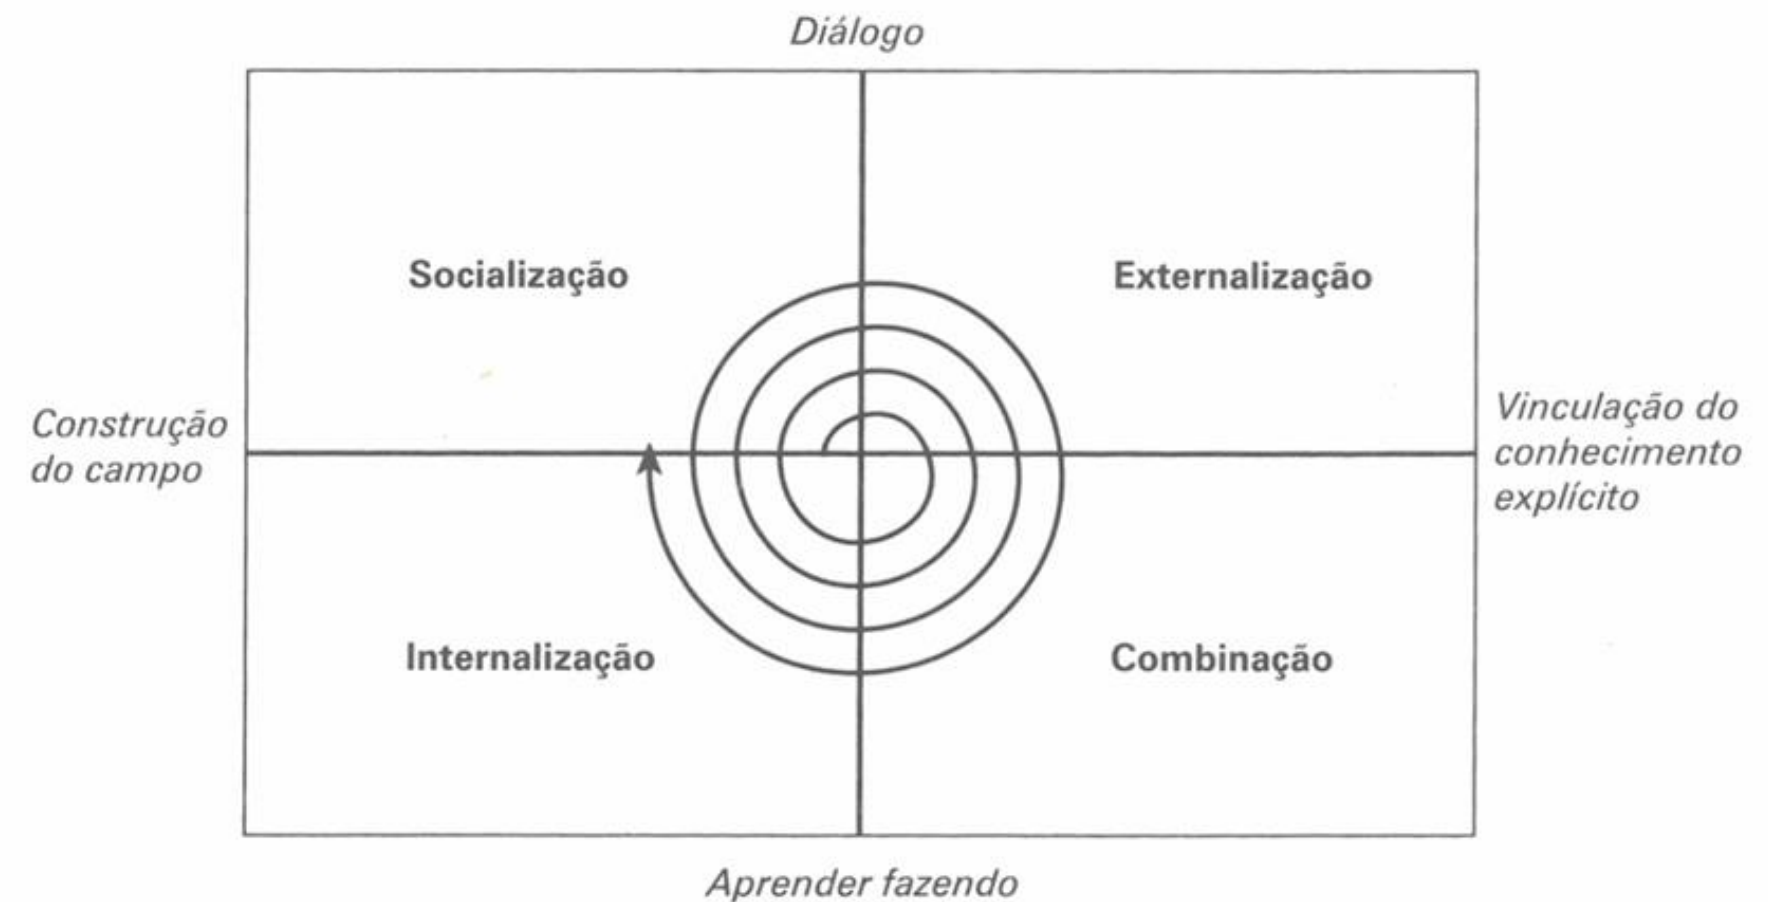 Diálogo
Socialização
Externalização
Construção
do campo
Vinculação do
conhecimento
explícito
Internalização
Combinação
Aprender fazendo